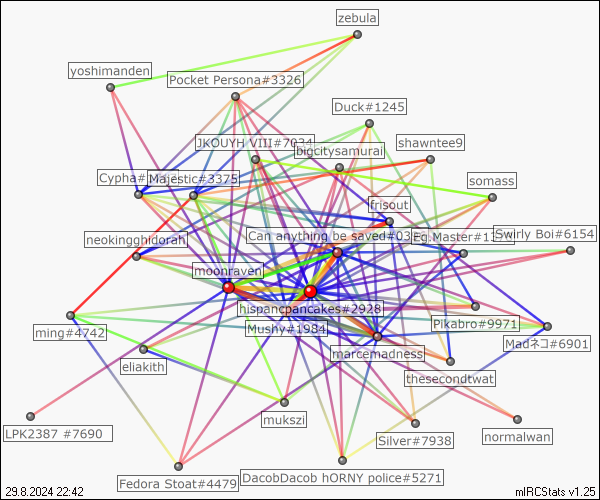 zebula
yoshimanden
Pocket Persona#3326
Duck#1245
JKOUYH VIII#7024
shawntee9
bigcitysamurai
Cypha#
Majestic#3375
somass
frisout
neokingghidorah
Can anything be saved#03
Eg.Master#13
Swirly Boi#6154
moonraven
hispancpancakes#2928
Mushy#1984
Pikabro#9971
ming#4742
marcemadness
Madネコ#6901
eliakith
thesecondtwat
mukszi
LPK2387 #7690
Silver#7938
normalwan
DacobDacob hORNY police#5271
Fedora Stoat#4479
29.8.2024 22:42
mIRCStats v1.25